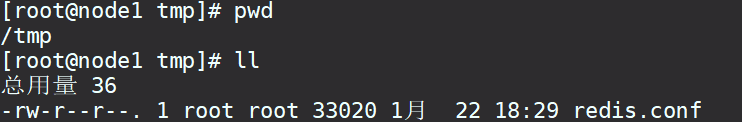 [root@node1 tmp]# pwd
/tmp
[root@node1 tmp]# ll
总用量 36
-rw-r--r--. 1 root root 33020 1月  22 18:29 redis.conf